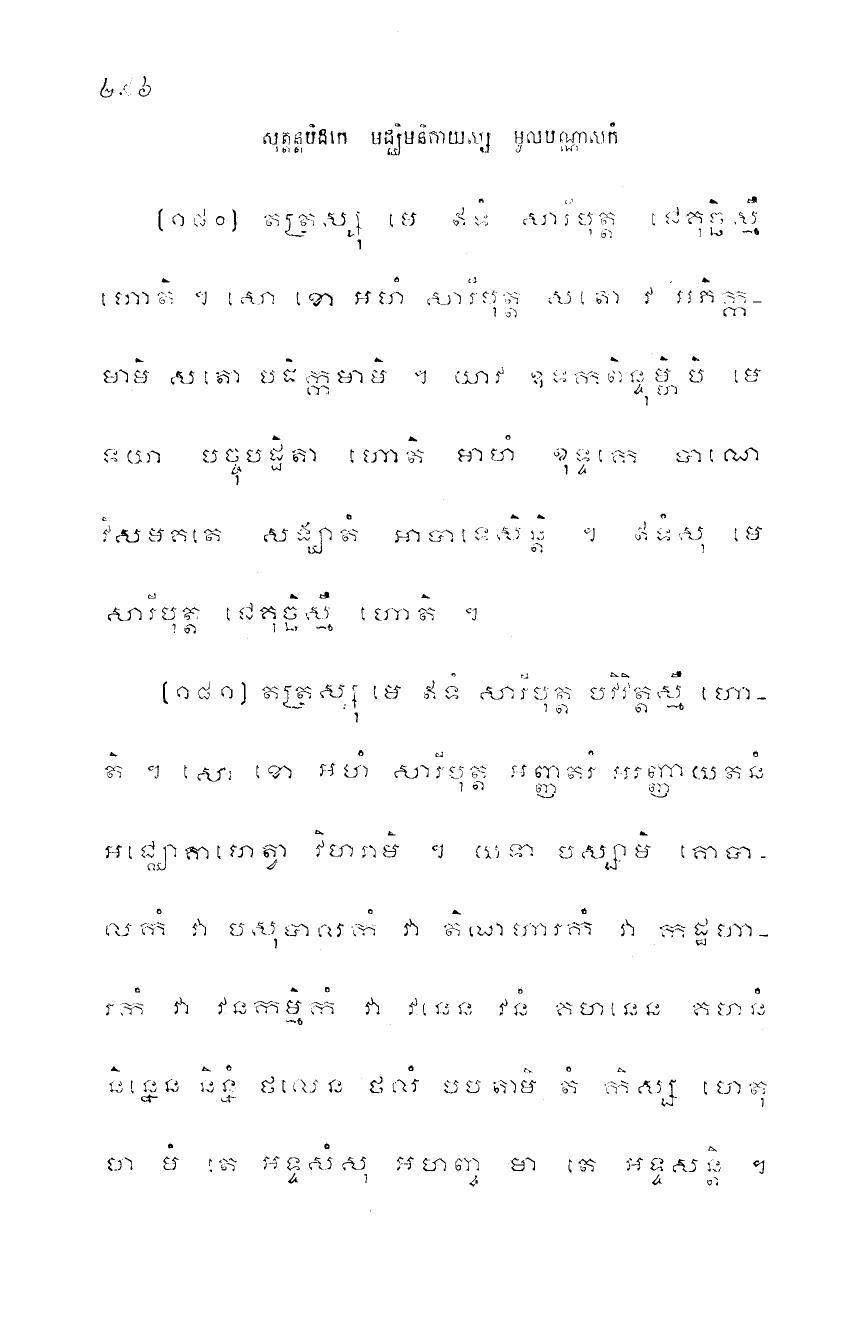 ២៩៦
សុត្តន្តបិដកេ មជ្ឈិមនិកាយស្ស មូលបណ្ណាសកំ
(១៨០) តត្រស្សុ មេ ឥទំ សារីបុត្ត ជេគុច្ឆិស្មឹ
ហោតិ ។ សោ ខោ អហំ សារីបុត្ត សតោ វ អភិក្ក-
មាមិ សតោ បដិក្កមាមិ ។ យាវ ឧទកពិន្ទុម្ហិបិ មេ
ទយា បច្ចុបដ្ឋិតា ហោតិ មាហំ ខុទ្ទកេ បាណេ
វិសមគតេ សង្ឃាតំ អាបាទេសិន្តិ ។ ឥទំសុ មេ
សារីបុត្ត ជេគុច្ឆិស្មឹ ហោតិ ។
(១៨១) តត្រស្សុ មេ ឥទំ សារីបុត្ត បវិវិត្តស្មឹ ហោ-
តិ ។ សោ ខោ អហំ សារីបុត្ត អញ្ញតរំ អរញ្ញាយតនំ
អជ្ឈោគាហេត្វា វិហរាមិ ។ យទា បស្សាមិ គោបា-
លកំ វា បសុបាលកំ វា តិណហារកំ វា កដ្ឋហា-
រកំ វា វនកម្មិកំ វា វនេន វនំ គហនេន គហនំ
និន្នេន និន្នំ ថលេន ថលំ បបតាមិ តំ កិស្ស ហេតុ
មា មំ តេ អទ្ទសំសុ អហញ្ច មា តេ អទ្ទសន្តិ ។